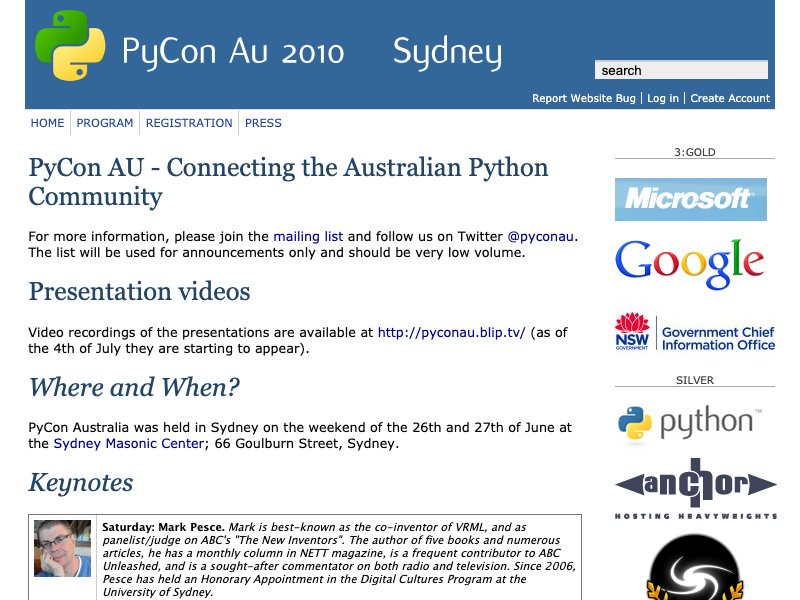 PyCon Au 2010 Sydney
search
Report Website Bug | Log in | Create Account
HOME PROGRAM REGISTRATION PRESS
PyCon AU - Connecting the Australian Python
Community
For more information, please join the mailing list and follow us on Twitter @pyconau.
The list will be used for announcements only and should be very low volume.
Presentation videos
Video recordings of the presentations are available at http://pyconau.blip.tv/ (as of
the 4th of July they are starting to appear).
Where and When?
PyCon Australia was held in Sydney on the weekend of the 26th and 27th of June at
the Sydney Masonic Center; 66 Goulburn Street, Sydney.
Keynotes
Saturday: Mark Pesce. Mark is best-known as the co-inventor of VRML, and as
panelist/judge on ABC's "The New Inventors". The author of five books and numerous
articles, he has a monthly column in NETT magazine, is a frequent contributor to ABC
Unleashed, and is a sought-after commentator on both radio and television. Since 2006,
Pesce has held an Honorary Appointment in the Digital Cultures Program at the
University of Sydney.
3:GOLD
Microsoft
Google
NSW
GOVERNMENT
Government Chief
Information Office
SILVER
python™
anchor
HOSTING HEAVYWEIGHTS